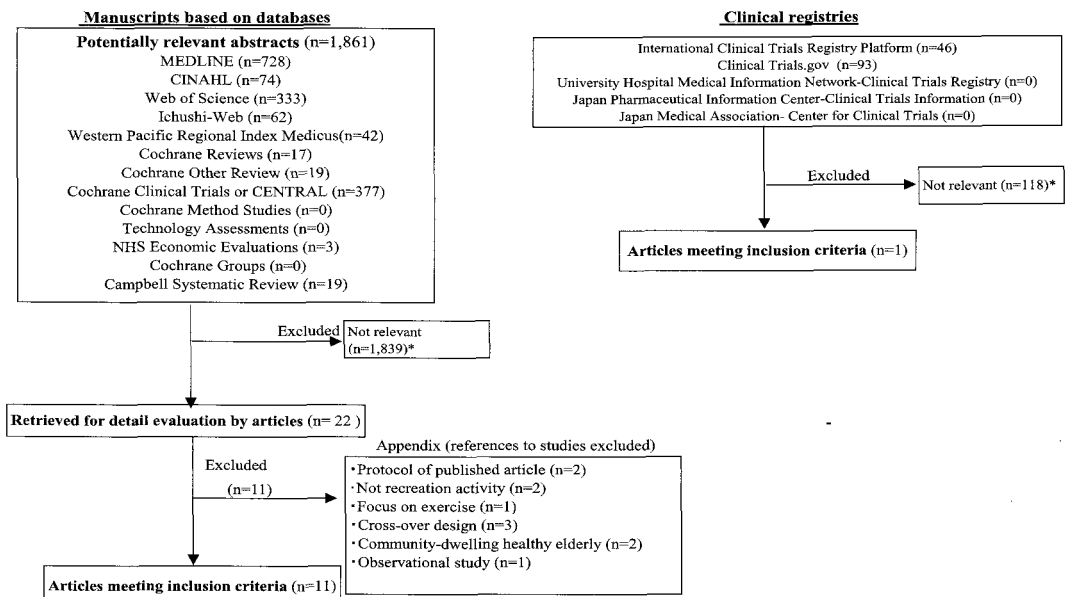 Manuscripts based on databases
Potentially relevant abstracts (n=1,861)
MEDLINE (n=728)
CINAHL (n=74)
Web of Science (n=333)
Ichushi-Web (n=62)
Western Pacific Regional Index Medicus(n=42)
Cochrane Reviews (n=17)
Cochrane Other Review (n=19)
Cochrane Clinical Trials or CENTRAL (n=377)
Cochrane Method Studies (n=0)
Technology Assessments (n=0)
NHS Economic Evaluations (n=3)
Cochrane Groups (n=0)
Campbell Systematic Review (n=19)
Excluded
Not relevant
(n=1,839)*
Retrieved for detail evaluation by articles (n= 22 )
Excluded
(n=11)
Appendix (references to studies excluded)
・Protocol of published article (n=2)
・Not recreation activity (n=2)
・Focus on exercise (n=1)
・Cross-over design (n=3)
・Community-dwelling healthy elderly (n=2)
・Observational study (n=1)
Articles meeting inclusion criteria (n=11)
Clinical registries
International Clinical Trials Registry Platform (n=46)
Clinical Trials.gov (n=93)
University Hospital Medical Information Network-Clinical Trials Registry (n=0)
Japan Pharmaceutical Information Center-Clinical Trials Information (n=0)
Japan Medical Association- Center for Clinical Trials (n=0)
Excluded
Not relevant (n=118)*
Articles meeting inclusion criteria (n=1)